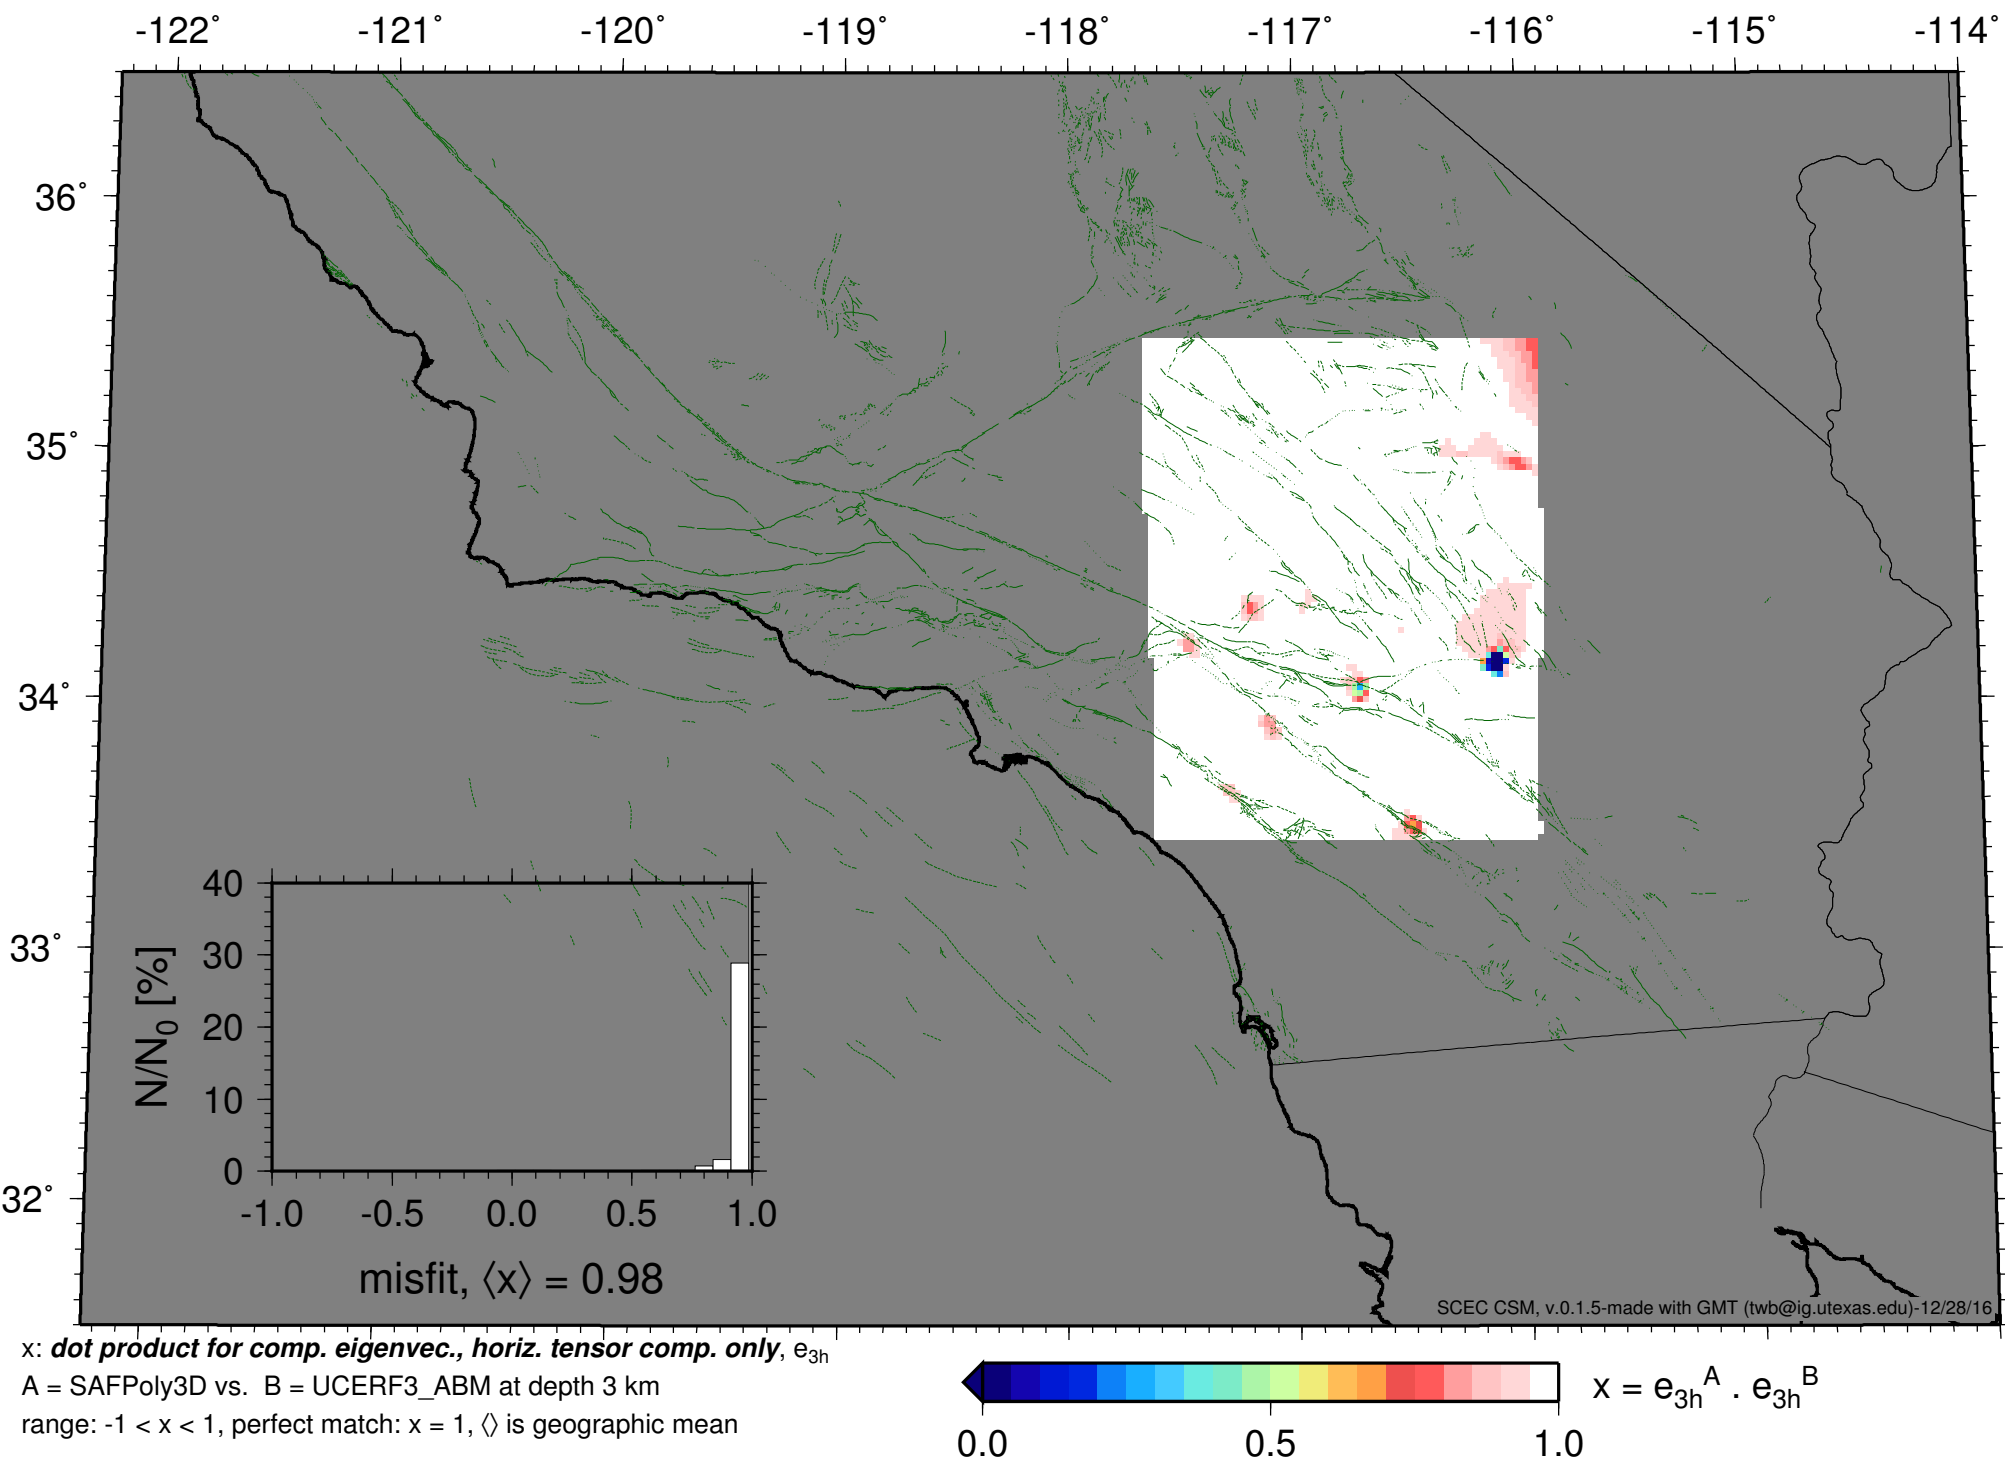 -122° -121° -120° -119° -118° -117° -116° -115° -114°
36°
35°
34°
33°
32°
40
30
20
10
0
N/N0 [%]
-1.0 -0.5 0.0 0.5 1.0
misfit, ⟨x⟩ = 0.98
SCEC CSM, v.0.1.5-made with GMT (twb@ig.utexas.edu)-12/28/16
x: dot product for comp. eigenvec., horiz. tensor comp. only, e3h
A = SAFPoly3D vs. B = UCERF3_ABM at depth 3 km
range: -1 < x < 1, perfect match: x = 1, ⟨⟩ is geographic mean
x = e3hA . e3hB
0.0 0.5 1.0